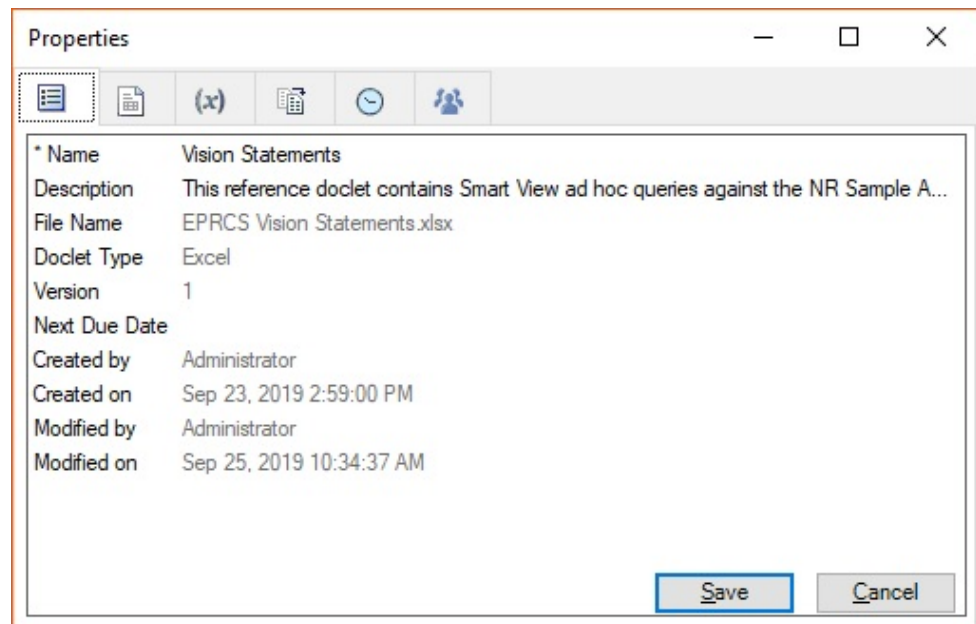 Properties
(x)
* Name Vision Statements
Description This reference doclet contains Smart View ad hoc queries against the NR Sample A...
File Name EPRCS Vision Statements.xlsx
Doclet Type Excel
Version 1
Next Due Date
Created by Administrator
Created on Sep 23, 2019 2:59:00 PM
Modified by Administrator
Modified on Sep 25, 2019 10:34:37 AM
Save Cancel